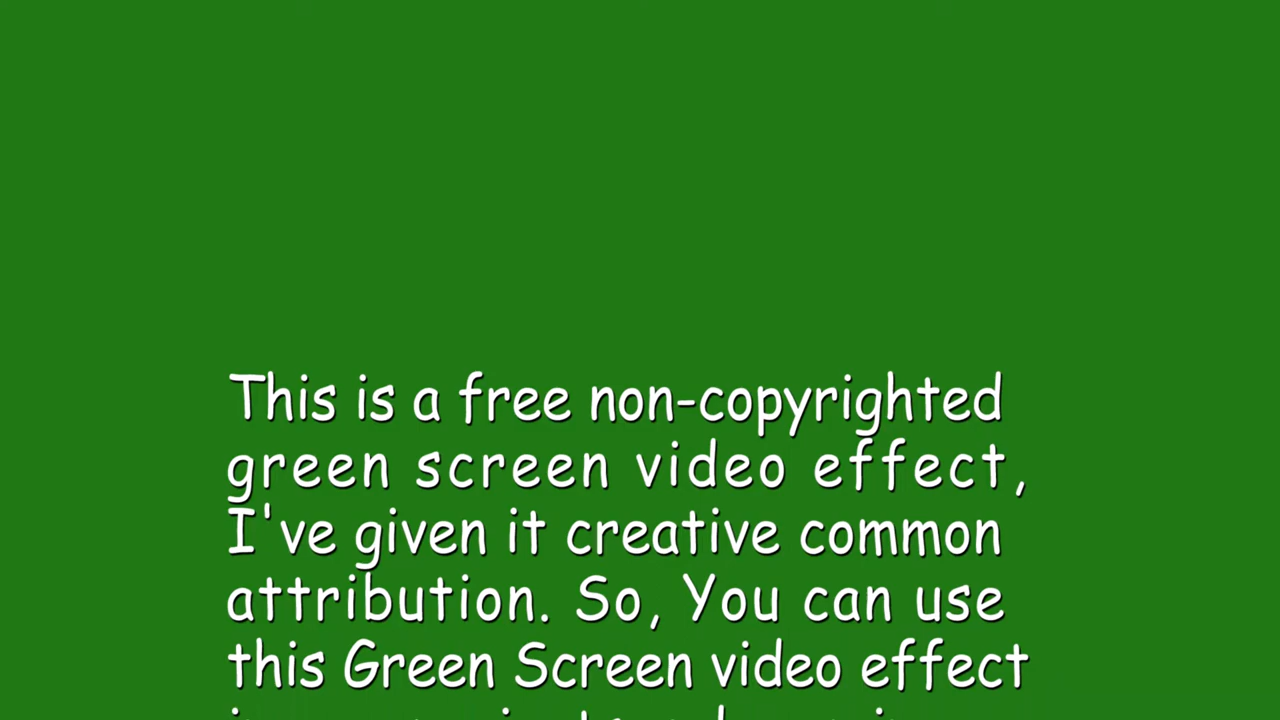 This is a free non-copyrighted
green screen video effect,
I've given it creative common
attribution. So, You can use
this Green Screen video effect